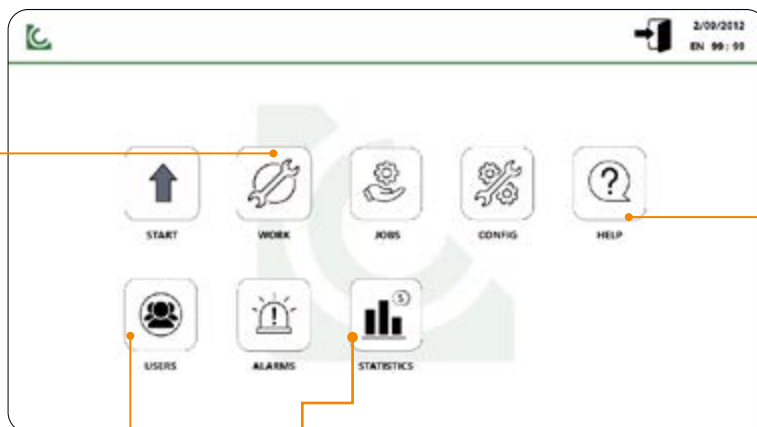 2/09/2012
EN 99:99
START
WORK
JOBS
CONFIG
HELP
USERS
ALARMS
STATISTICS